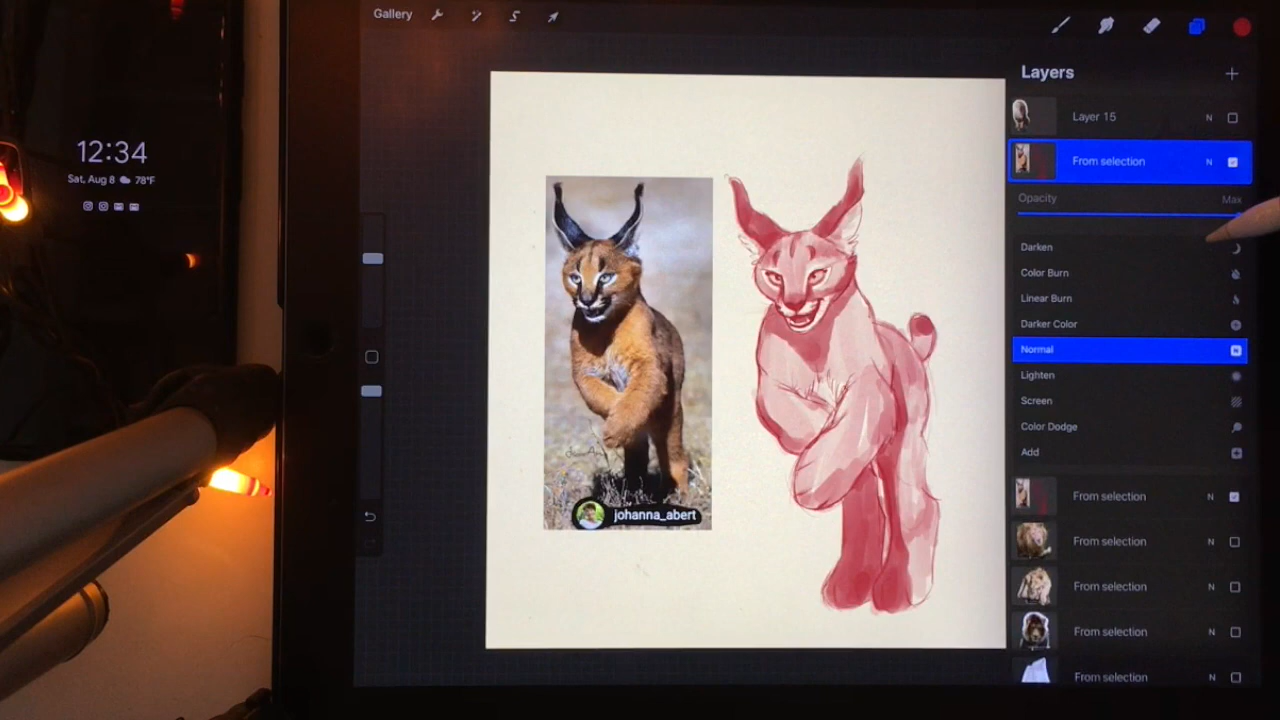 12:34
Sat, Aug 8 78°F
Gallery
johanna_abert
Layers
Layer 15 N
From selection N
Opacity Max
Darken
Color Burn
Linear Burn
Darker Color
Normal N
Lighten
Screen
Color Dodge
Add
From selection N
From selection N
From selection N
From selection N
From selection N